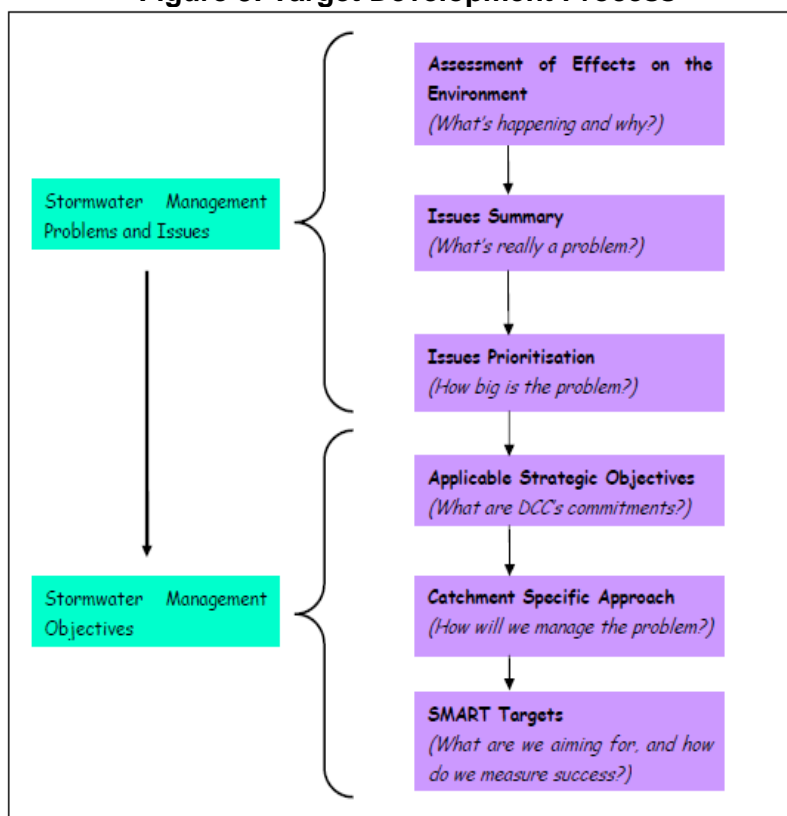 Assessment of Effects on the
Environment
(What's happening and why?)
Stormwater Management
Problems and Issues
Issues Summary
(What's really a problem?)
Issues Prioritisation
(How big is the problem?)
Applicable Strategic Objectives
(What are DCC's commitments?)
Stormwater Management
Objectives
Catchment Specific Approach
(How will we manage the problem?)
SMART Targets
(What are we aiming for, and how
do we measure success?)